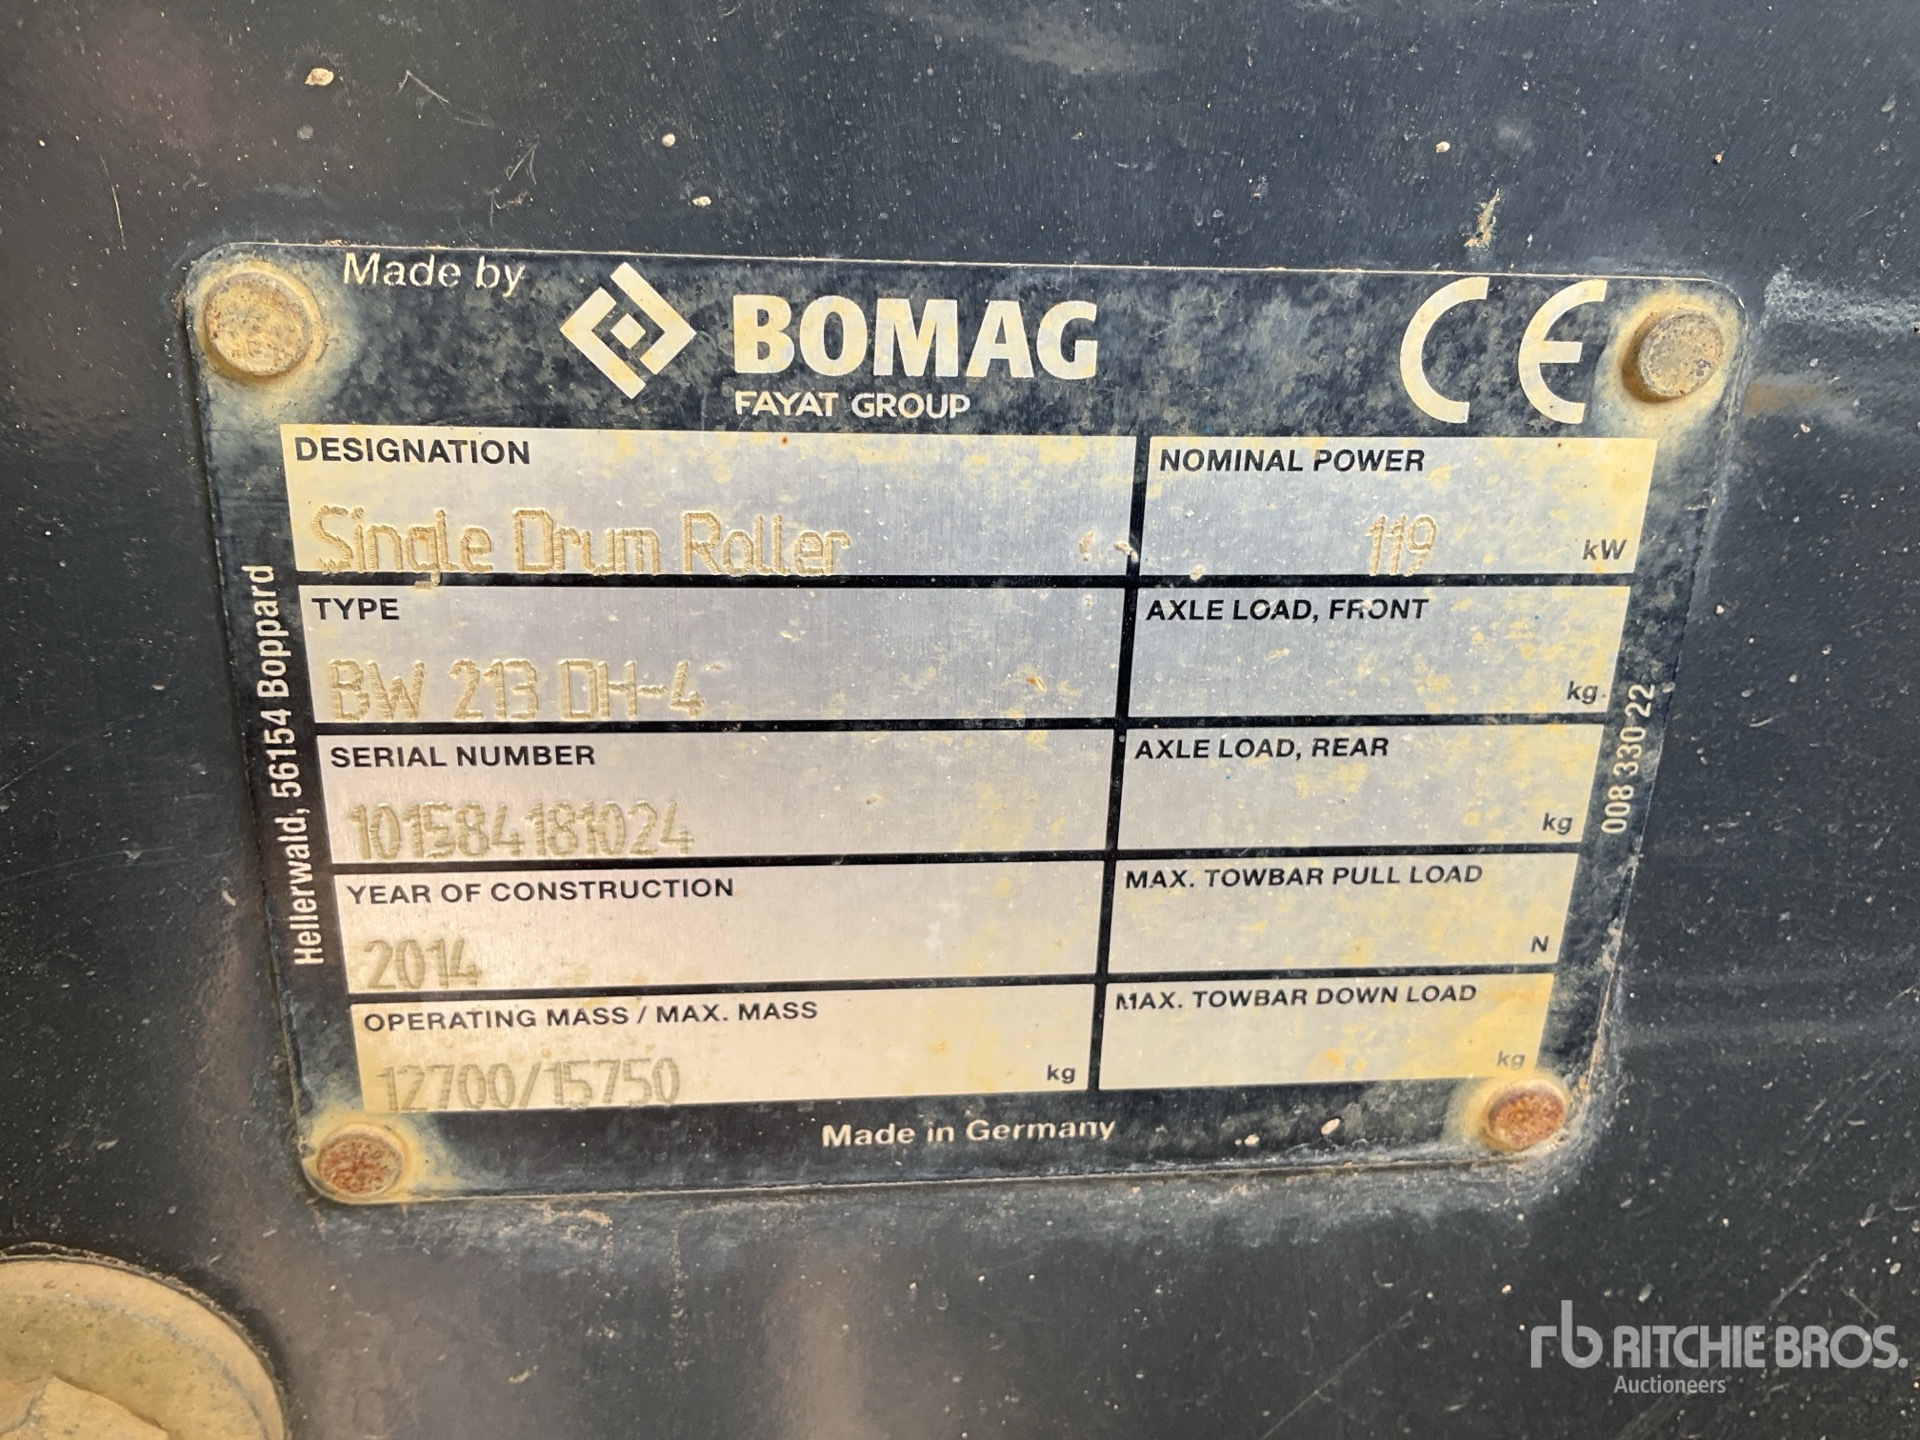 Made by
BOMAG
FAYAT GROUP
CE
DESIGNATION
Single Drum Roller
NOMINAL POWER
119 kW
TYPE
BW 213 DH-4
AXLE LOAD, FRONT
kg
SERIAL NUMBER
101584181024
AXLE LOAD, REAR
kg
YEAR OF CONSTRUCTION
2014
MAX. TOWBAR PULL LOAD
N
OPERATING MASS / MAX. MASS
12700/15750 kg
MAX. TOWBAR DOWN LOAD
kg
Made in Germany
Hellerwald, 56154 Boppard
008 330 22
rb RITCHIE BROS.
Auctioneers